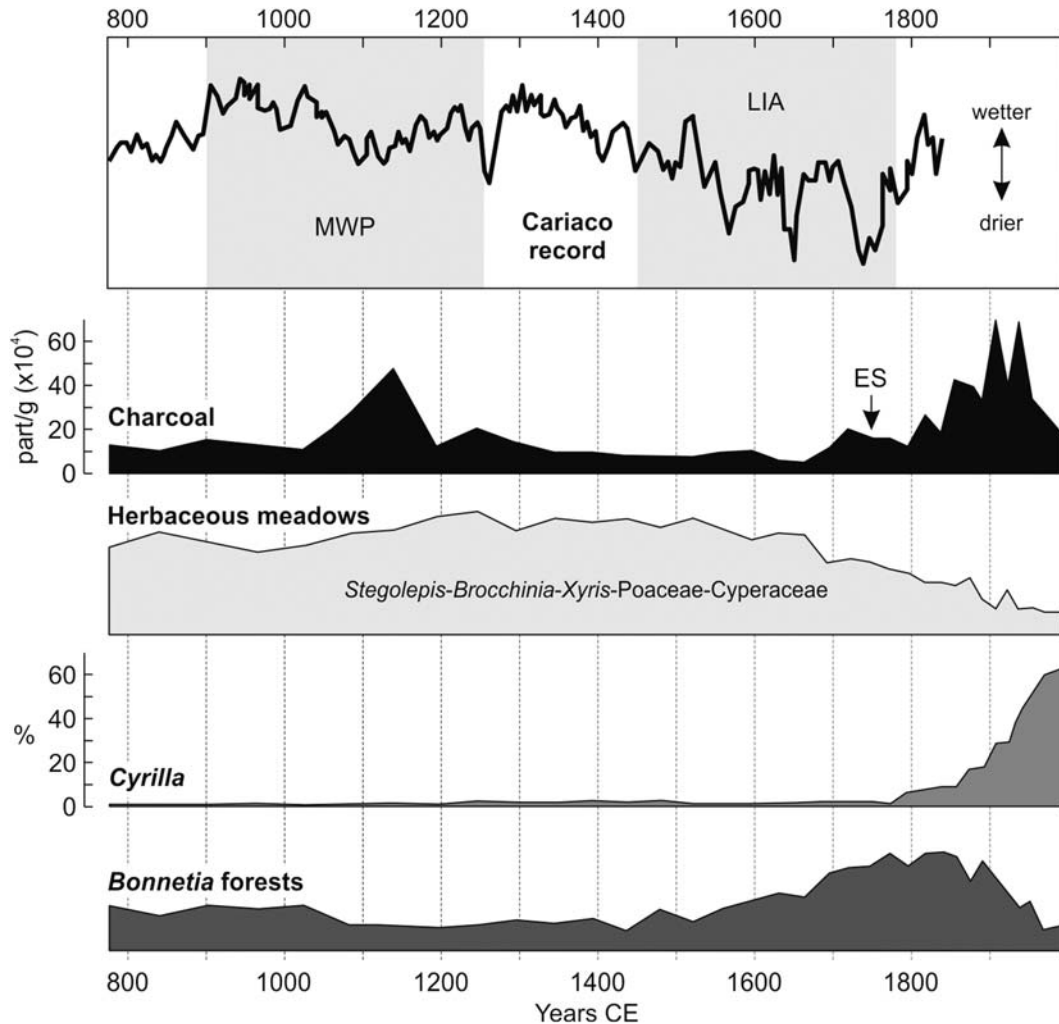 800 1000 1200 1400 1600 1800
LIA
wetter
drier
MWP
Cariaco
record
part/g (x10⁴)
60
40
20
0
Charcoal
ES
Herbaceous meadows
Stegolepis-Brocchinia-Xyris-Poaceae-Cyperaceae
%
60
40
20
0
Cyrilla
Bonnetia forests
800 1000 1200 1400 1600 1800
Years CE